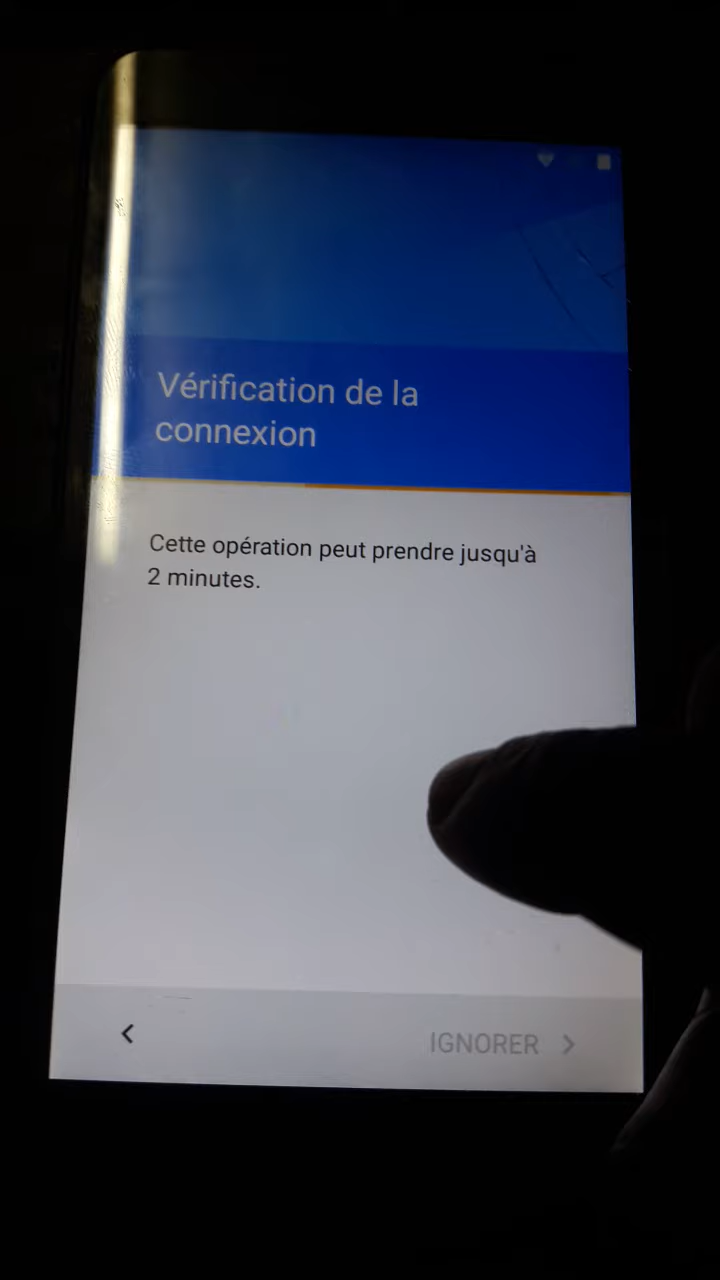 Vérification de la
connexion
Cette opération peut prendre jusqu'à
2 minutes.
IGNORER